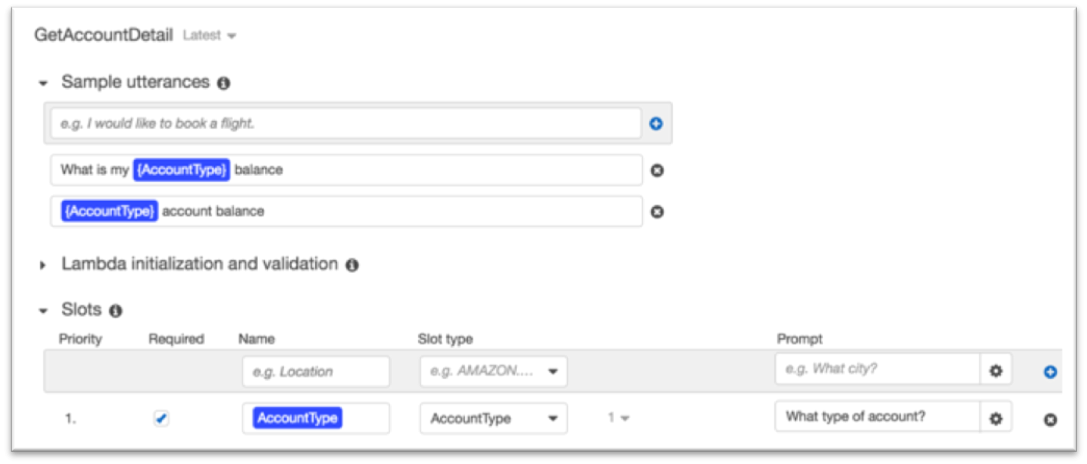 GetAccountDetail Latest
Sample utterances
e.g. I would like to book a flight.
What is my {AccountType} balance
{AccountType} account balance
Lambda initialization and validation
Slots
Priority Required Name Slot type Prompt
e.g. Location e.g. AMAZON.... e.g. What city?
1. AccountType AccountType 1 What type of account?